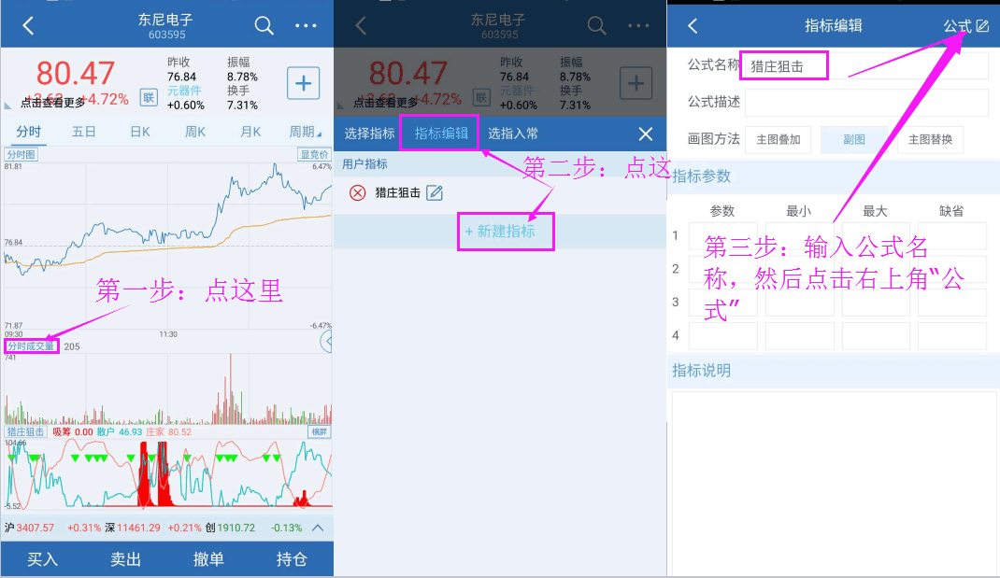 东尼电子
603595
80.47
+3.63 +4.72%
点击查看更多
联
昨收
76.84
元器件
+0.60%
振幅
8.78%
换手
7.31%
+
分时 五日 日K 周K 月K 周期
分时图 显竞价
81.81 6.47%
76.84
第一步：点这里
71.87 -6.47%
09:30 11:30
分时成交量 205
741
猎庄狙击 吸筹 0.00 散户 46.93 庄家 80.52 横屏
104.66
-5.52
沪3407.57 +0.31% 深11461.29 +0.21% 创1910.72 -0.13%
买入 卖出 撤单 持仓
东尼电子
603595
80.47
+3.63 +4.72%
点击查看更多
联
昨收
76.84
元器件
+0.60%
振幅
8.78%
换手
7.31%
+
选择指标 指标编辑 选指入常
用户指标
第二步：点这
猎庄狙击
+ 新建指标
指标编辑 公式
公式名称 猎庄狙击
公式描述
画图方法 主图叠加 副图 主图替换
指标参数
参数 最小 最大 缺省
1
2
3
4
第三步：输入公式名
称，然后点击右上角“公
式”
指标说明